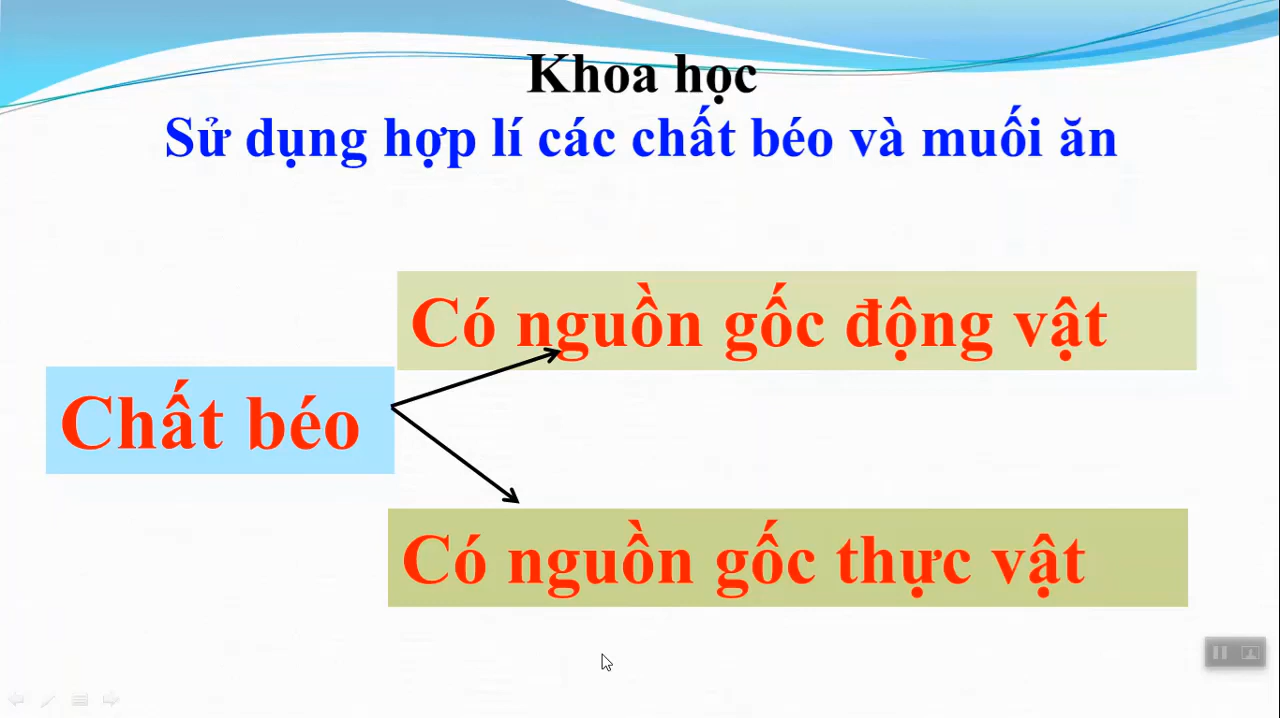 Khoa học
Sử dụng hợp lí các chất béo và muối ăn
Có nguồn gốc động vật
Chất béo
Có nguồn gốc thực vật